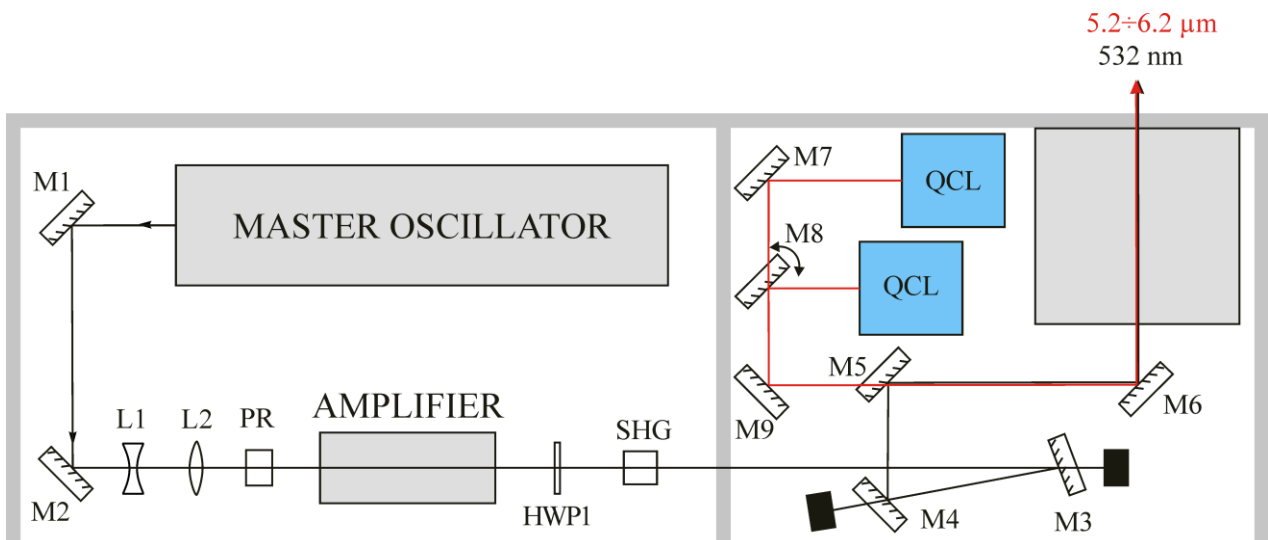 5.2÷6.2 µm
532 nm
M7
M1
QCL
MASTER OSCILLATOR
M8
QCL
M5
AMPLIFIER
M6
L1
L2
PR
SHG
M9
M2
HWP1
M4
M3